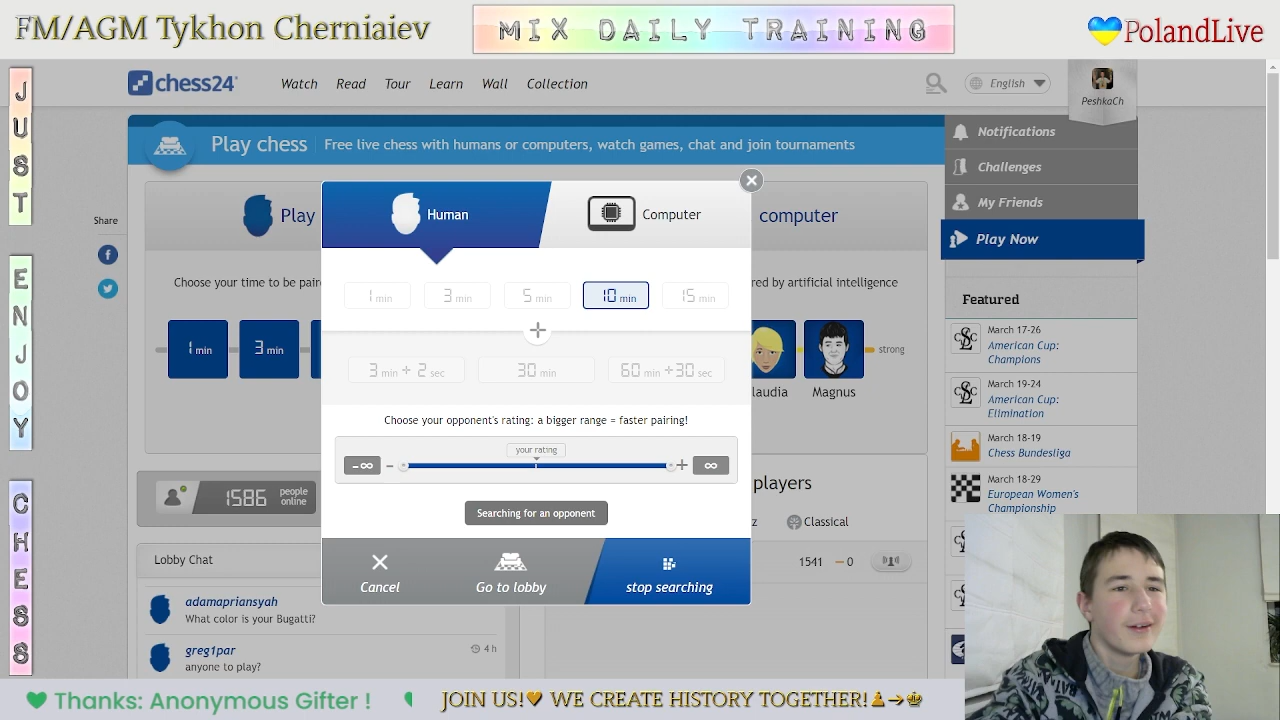 FM/AGM Tykhon Cherniaiev
MIX DAILY TRAINING
PolandLive
JUST
ENJOY
CHESS
chess24
Watch Read Tour Learn Wall Collection
English
PeshkaCh
Play chess
Free live chess with humans or computers, watch games, chat and join tournaments
Notifications
Challenges
My Friends
Play Now
Share
Play
computer
Human
Computer
Choose your time to be paire
red by artificial intelligence
1 min
3 min
1 min
3 min
5 min
10 min
15 min
3 min + 2 sec
30 min
60 min +30 sec
strong
laudia
Magnus
Choose your opponent's rating: a bigger range = faster pairing!
your rating
-∞ -
+ ∞
Searching for an opponent
Cancel
Go to lobby
stop searching
1586 people online
Lobby Chat
adamapriansyah
What color is your Bugatti?
greg1par
4 h
anyone to play?
players
z
Classical
1541 — 0
Featured
March 17-26
American Cup:
Champions
March 19-24
American Cup:
Elimination
March 18-19
Chess Bundesliga
March 18-29
European Women's
Championship
Thanks: Anonymous Gifter !
JOIN US!🧡 WE CREATE HISTORY TOGETHER!♟→♚